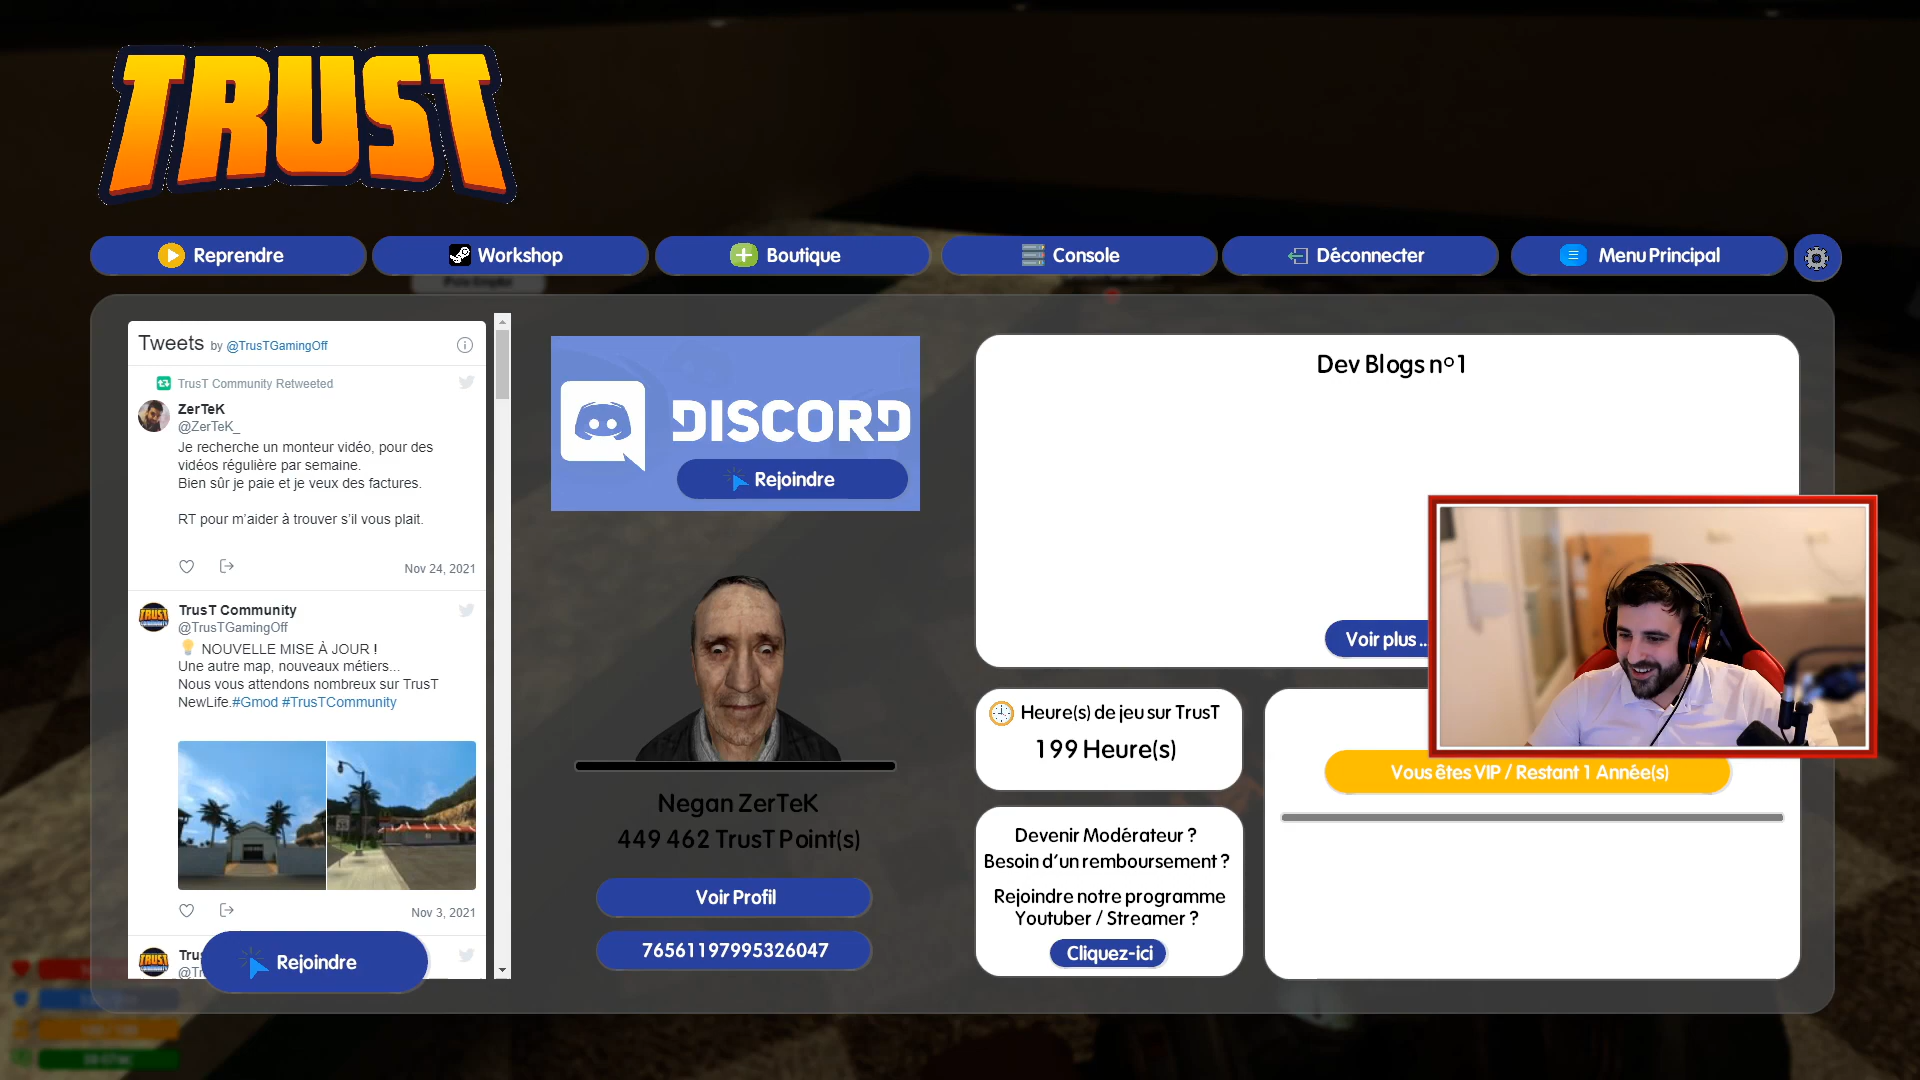 TRUST
Reprendre
Workshop
Boutique
Console
Déconnecter
Menu Principal
Tweets by @TrusTGamingOff
TrusT Community Retweeted
ZerTeK
@ZerTeK_
Je recherche un monteur vidéo, pour des
vidéos régulière par semaine.
Bien sûr je paie et je veux des factures.
RT pour m’aider à trouver s’il vous plait.
Nov 24, 2021
TrusT Community
@TrusTGamingOff
NOUVELLE MISE À JOUR !
Une autre map, nouveaux métiers...
Nous vous attendons nombreux sur TrusT
NewLife.#Gmod #TrusTCommunity
Nov 3, 2021
Rejoindre
DISCORD
Rejoindre
Negan ZerTeK
449 462 TrusT Point(s)
Voir Profil
76561197995326047
Dev Blogs n°1
Voir plus ..
Heure(s) de jeu sur TrusT
199 Heure(s)
Devenir Modérateur ?
Besoin d'un remboursement ?
Rejoindre notre programme
Youtuber / Streamer ?
Cliquez-ici
Vous êtes VIP / Restant 1 Année(s)